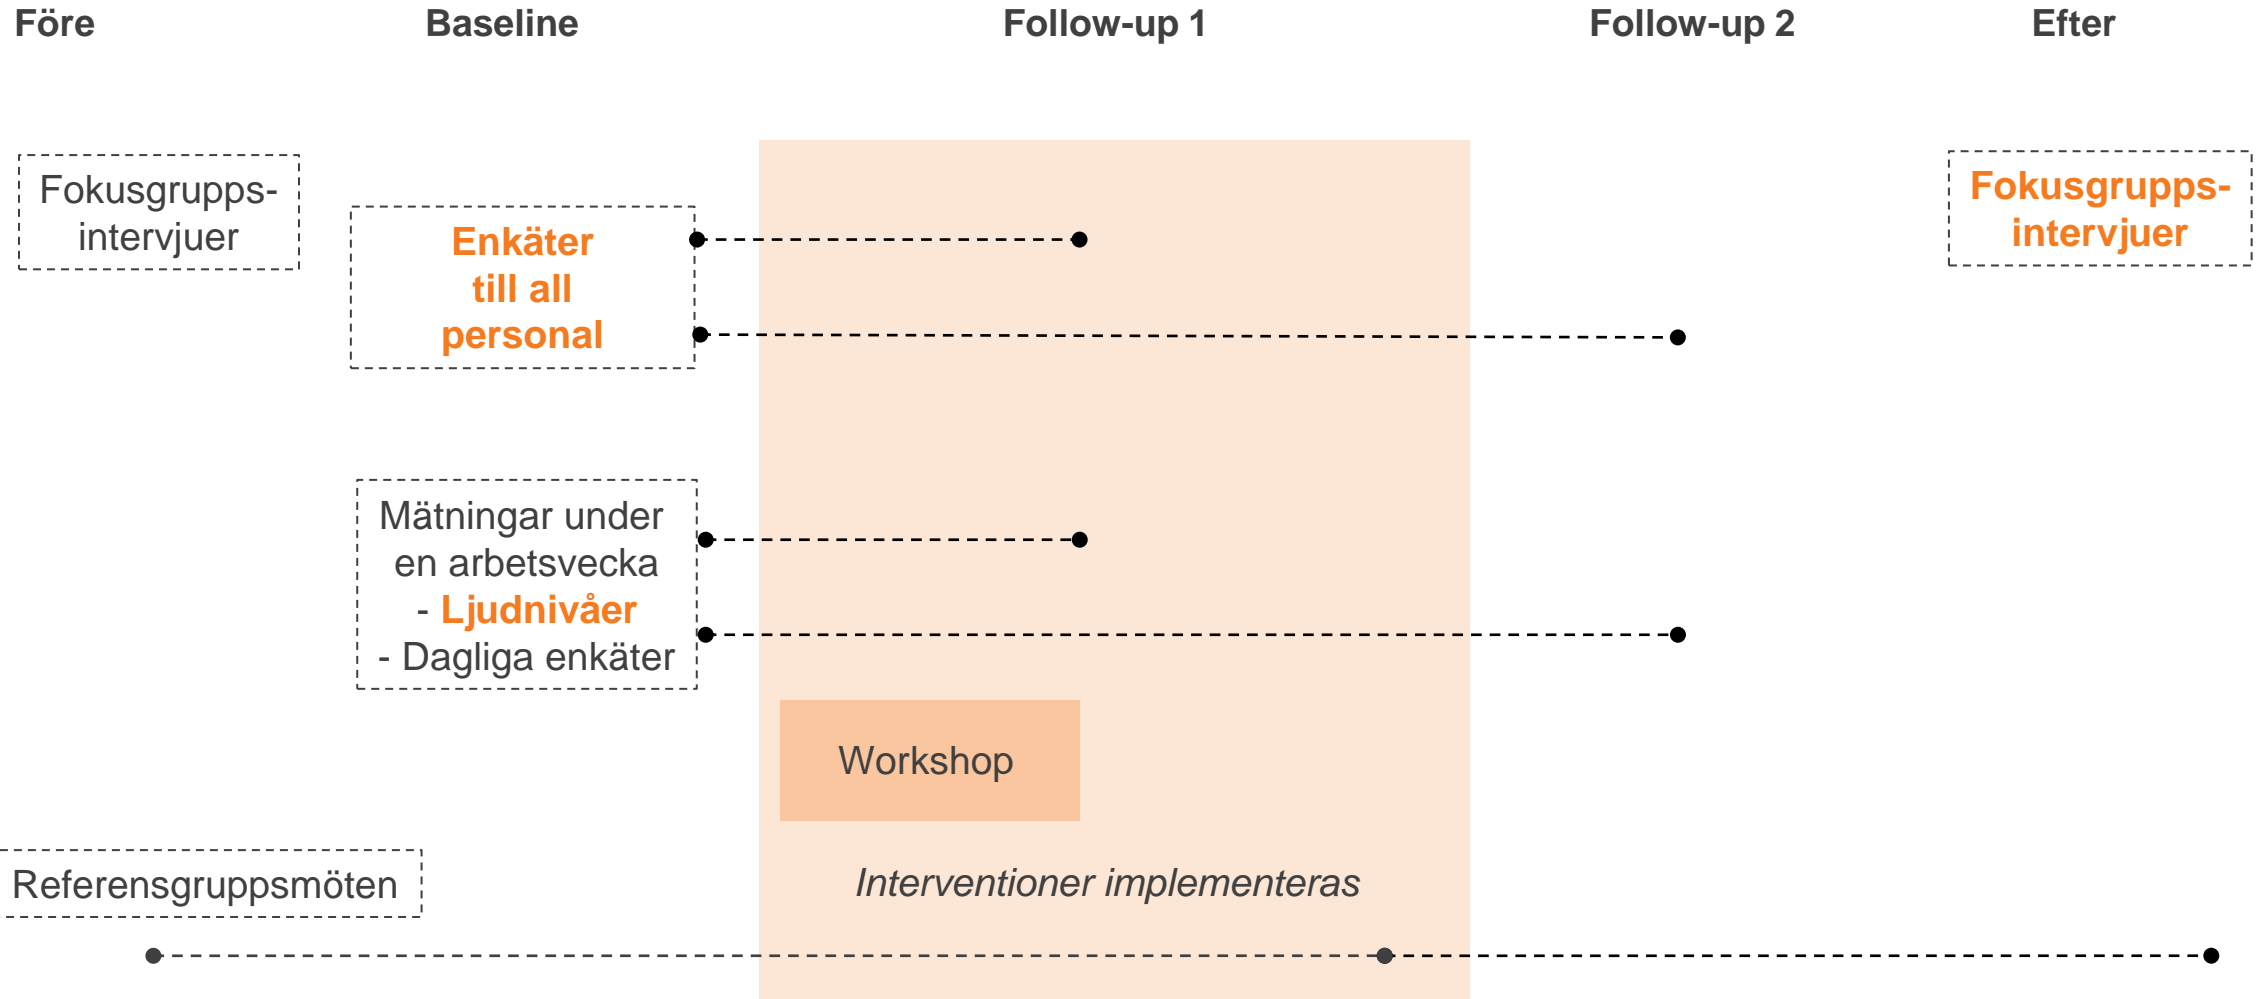 Före Baseline Follow-up 1 Follow-up 2 Efter
Fokusgrupps-
intervjuer
Enkäter
till all
personal
Fokusgrupps-
intervjuer
Mätningar under
en arbetsvecka
- Ljudnivåer
- Dagliga enkäter
Workshop
Referensgruppsmöten
Interventioner implementeras